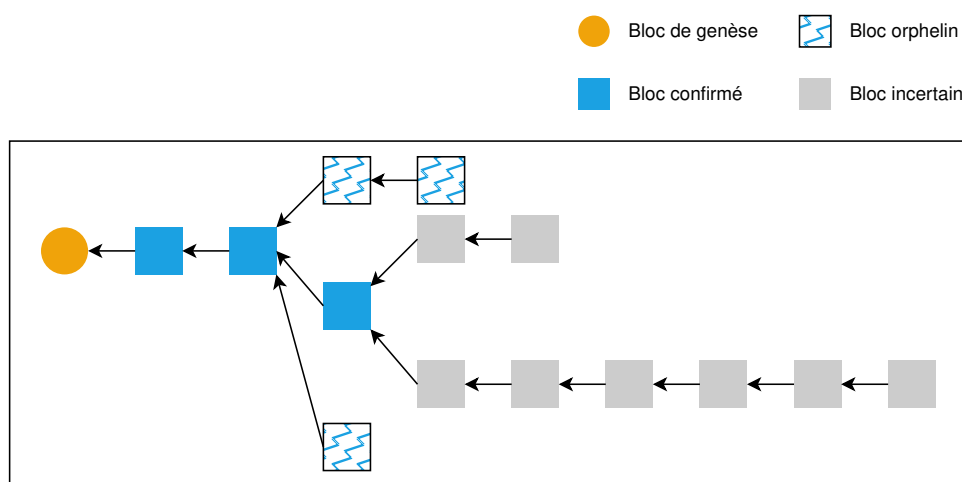 Bloc de genèse
Bloc orphelin
Bloc confirmé
Bloc incertain